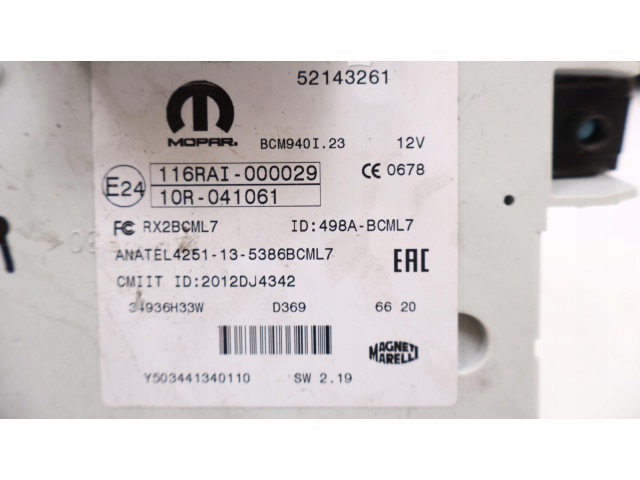 52143261
MOPAR. BCM940I.23 12V
E24 116RAI-000029 CE 0678
10R-041061
FC RX2BCML7 ID:498A-BCML7
ANATEL4251-13-5386BCML7 EAC
CMIIT ID:2012DJ4342
34936H33W D369 66 20
MAGNETI MARELLI
Y503441340110 SW 2.19